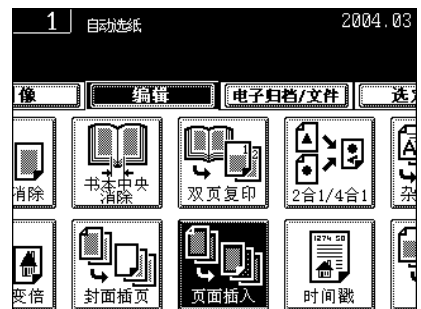 1 自动选纸 2004.03
像 编辑 电子归档/文件 选
消除 书本中央消除 双页复印 2合1/4合1 杂
变倍 封面插页 页面插入 1274 50 时间戳